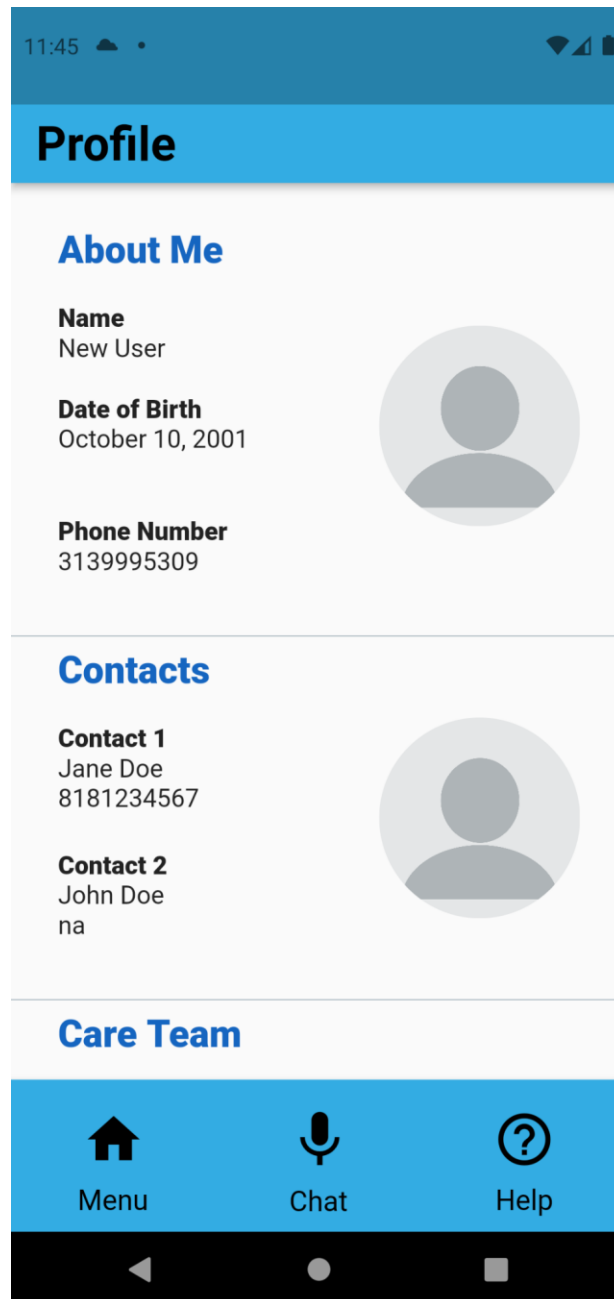 11:45
Profile
About Me
Name
New User
Date of Birth
October 10, 2001
Phone Number
3139995309
Contacts
Contact 1
Jane Doe
8181234567
Contact 2
John Doe
na
Care Team
Menu Chat Help